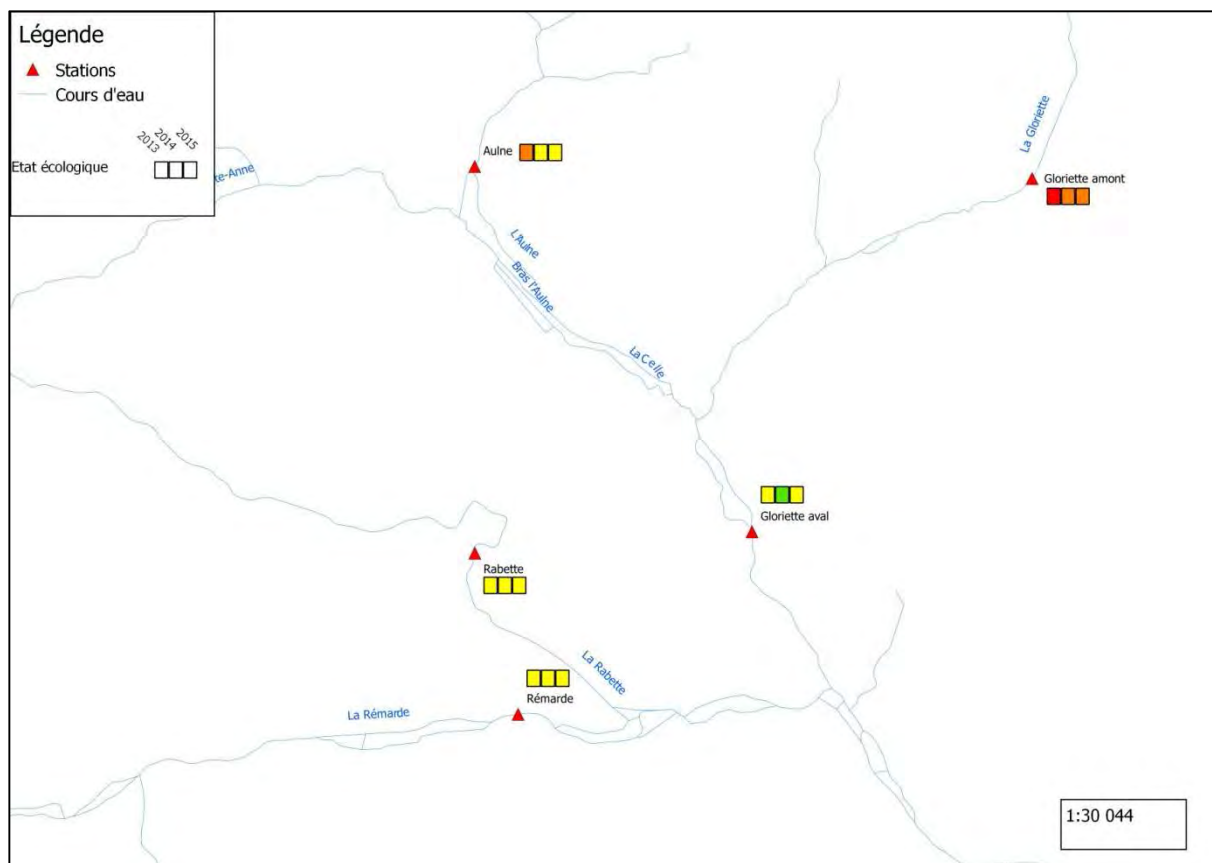 Légende
Stations
Cours d'eau
2013
2014
2015
Etat écologique
te-Anne
Aulne
La Gloriette
Gloriette amont
L'Aulne
Bras l'Aulne
La Celle
Gloriette aval
Rabette
La Rabette
Rémarde
La Rémarde
1:30 044